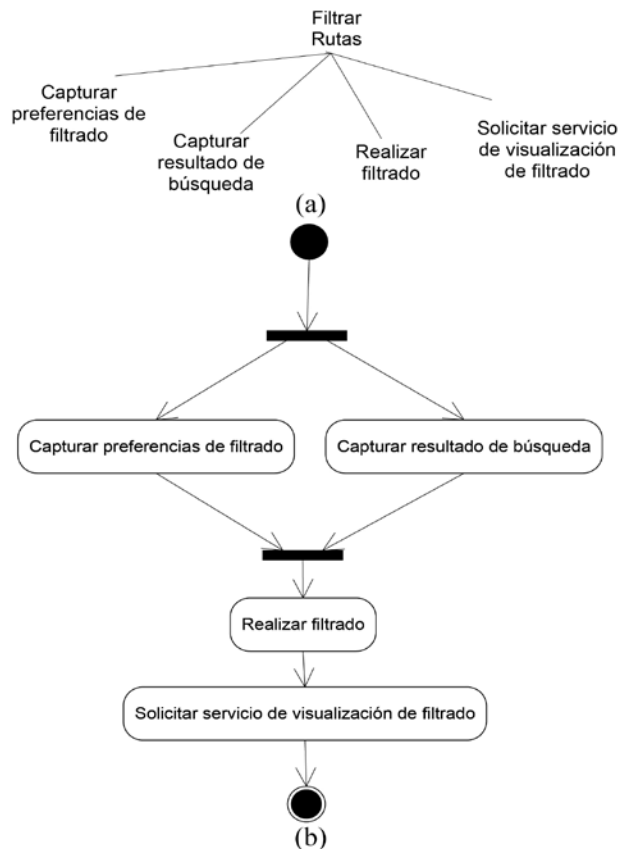 Filtrar
Rutas
Capturar
preferencias de
filtrado
Capturar
resultado de
búsqueda
Realizar
filtrado
Solicitar servicio
de visualización
de filtrado
(a)
Capturar preferencias de filtrado
Capturar resultado de búsqueda
Realizar filtrado
Solicitar servicio de visualización de filtrado
(b)